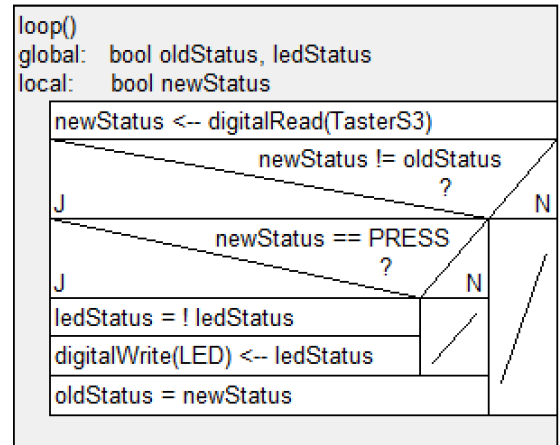 loop()
global: bool oldStatus, ledStatus
local: bool newStatus
newStatus <-- digitalRead(TasterS3)
newStatus != oldStatus
?
J
N
newStatus == PRESS
?
J
N
ledStatus = ! ledStatus
digitalWrite(LED) <-- ledStatus
oldStatus = newStatus